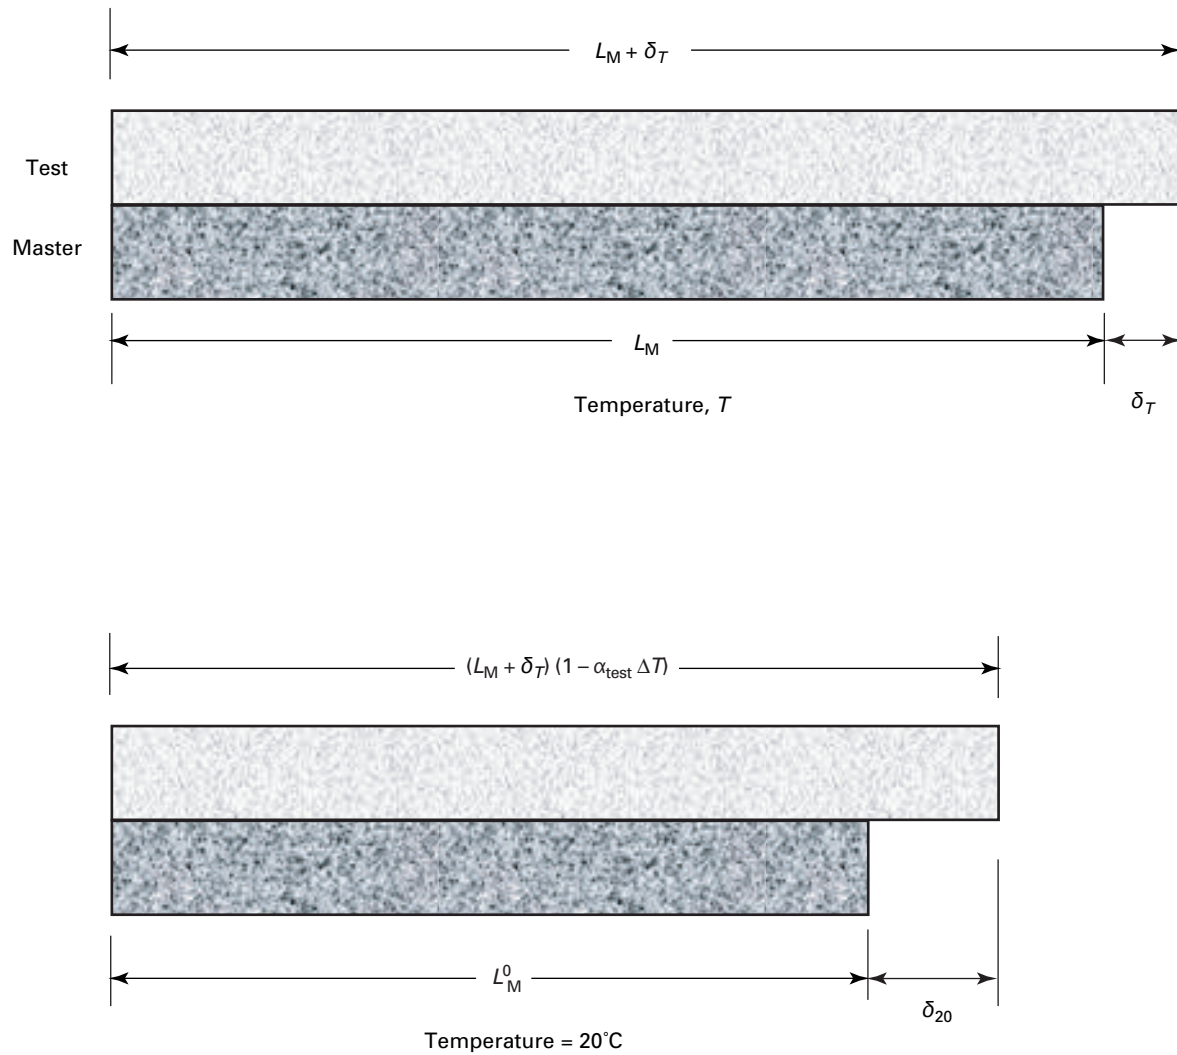 L_M + δ_T
Test
Master
L_M
δ_T
Temperature, T
(L_M + δ_T) (1 – α_test ΔT)
L_M^0
δ_20
Temperature = 20°C